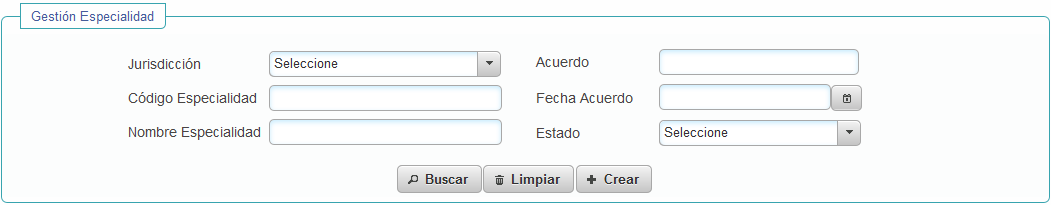 Gestión Especialidad
Jurisdicción Seleccione Acuerdo
Código Especialidad Fecha Acuerdo
Nombre Especialidad Estado Seleccione
Buscar Limpiar Crear